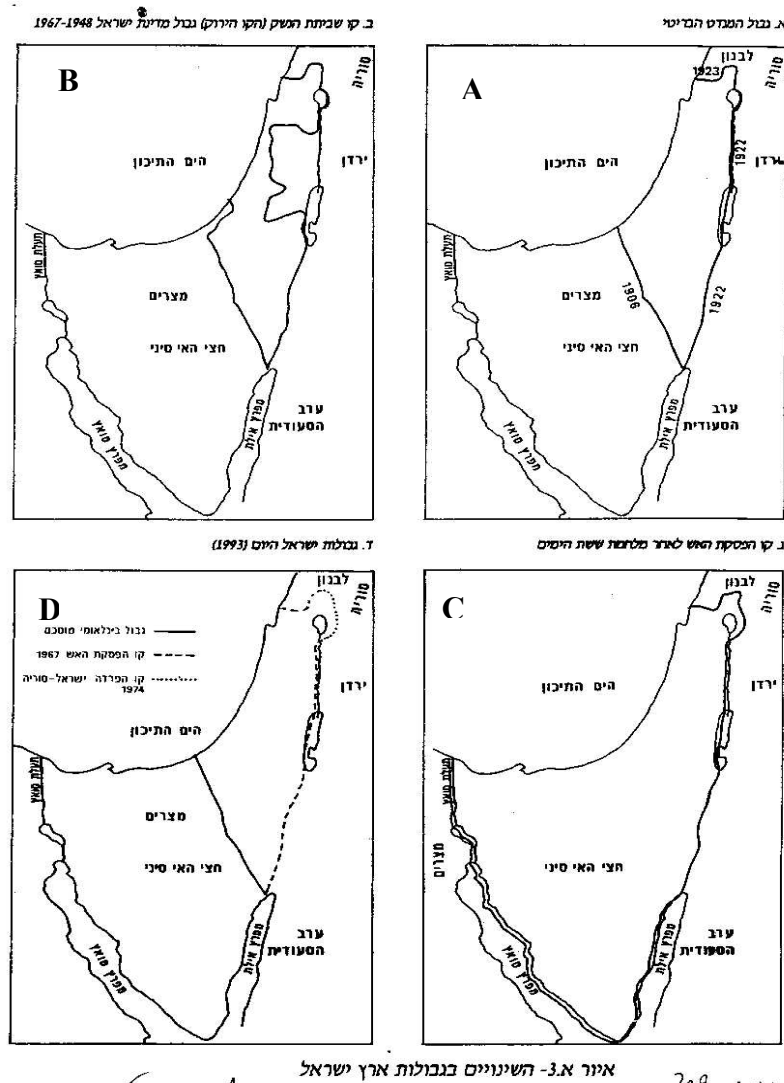 א. גבול המנדט הבריטי
A
לבנון
סוריה
1923
1922
ירדן
הים התיכון
תעלת סואץ
מצרים
1906
1922
חצי האי סיני
מפרץ סואץ
מפרץ אילת
ערב
הסעודית
ב. קו שביתת הנשק (הקו הירוק) גבול מדינת ישראל 1967-1948
B
לבנון
סוריה
ירדן
הים התיכון
תעלת סואץ
מצרים
חצי האי סיני
מפרץ סואץ
מפרץ אילת
ערב
הסעודית
ג. קו הפסקת האש לאחר מלחמת ששת הימים
C
לבנון
סוריה
ירדן
הים התיכון
תעלת סואץ
מצרים
חצי האי סיני
מפרץ סואץ
מפרץ אילת
ערב
הסעודית
ד. גבולות ישראל היום (1993)
D
לבנון
סוריה
גבול בינלאומי מוסכם
קו הפסקת האש 1967
קו הפרדה ישראל-סוריה
1974
ירדן
הים התיכון
תעלת סואץ
מצרים
חצי האי סיני
מפרץ סואץ
מפרץ אילת
ערב
הסעודית
איור א.3- השינויים בגבולות ארץ ישראל